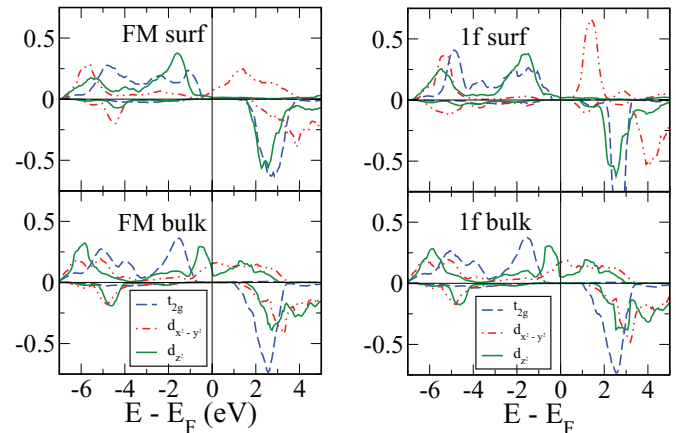 FM surf
1f surf
0.5
0
-0.5
0.5
0
-0.5
FM bulk
1f bulk
0.5
0
-0.5
0.5
0
-0.5
t2g
dx² - y²
dz²
t2g
dx² - y²
dz²
-6 -4 -2 0 2 4
-6 -4 -2 0 2 4
E - EF (eV)
E - EF